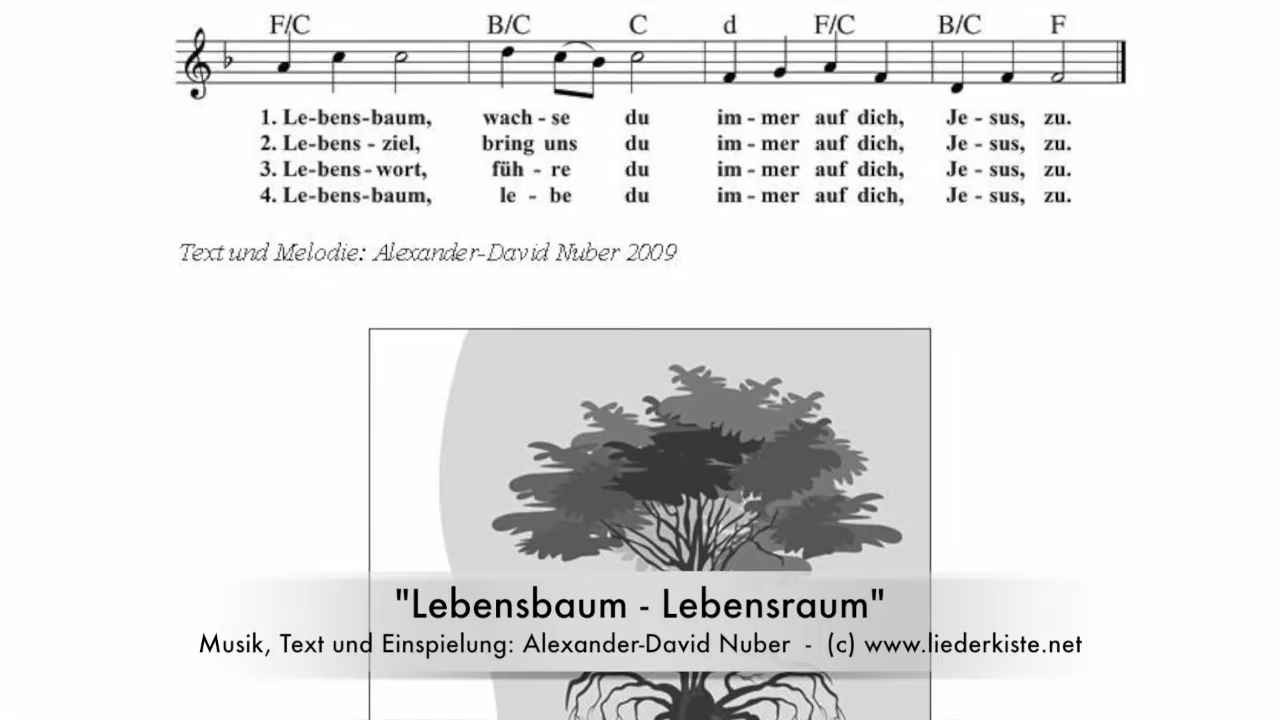 F/C B/C C d F/C B/C F
1. Le-bens-baum, wach - se du im - mer auf dich, Je - sus, zu.
2. Le-bens - ziel, bring uns du im - mer auf dich, Je - sus, zu.
3. Le-bens - wort, füh - re du im - mer auf dich, Je - sus, zu.
4. Le-bens-baum, le - be du im - mer auf dich, Je - sus, zu.
Text und Melodie: Alexander-David Nuber 2009
"Lebensbaum - Lebensraum"
Musik, Text und Einspielung: Alexander-David Nuber - (c) www.liederkiste.net